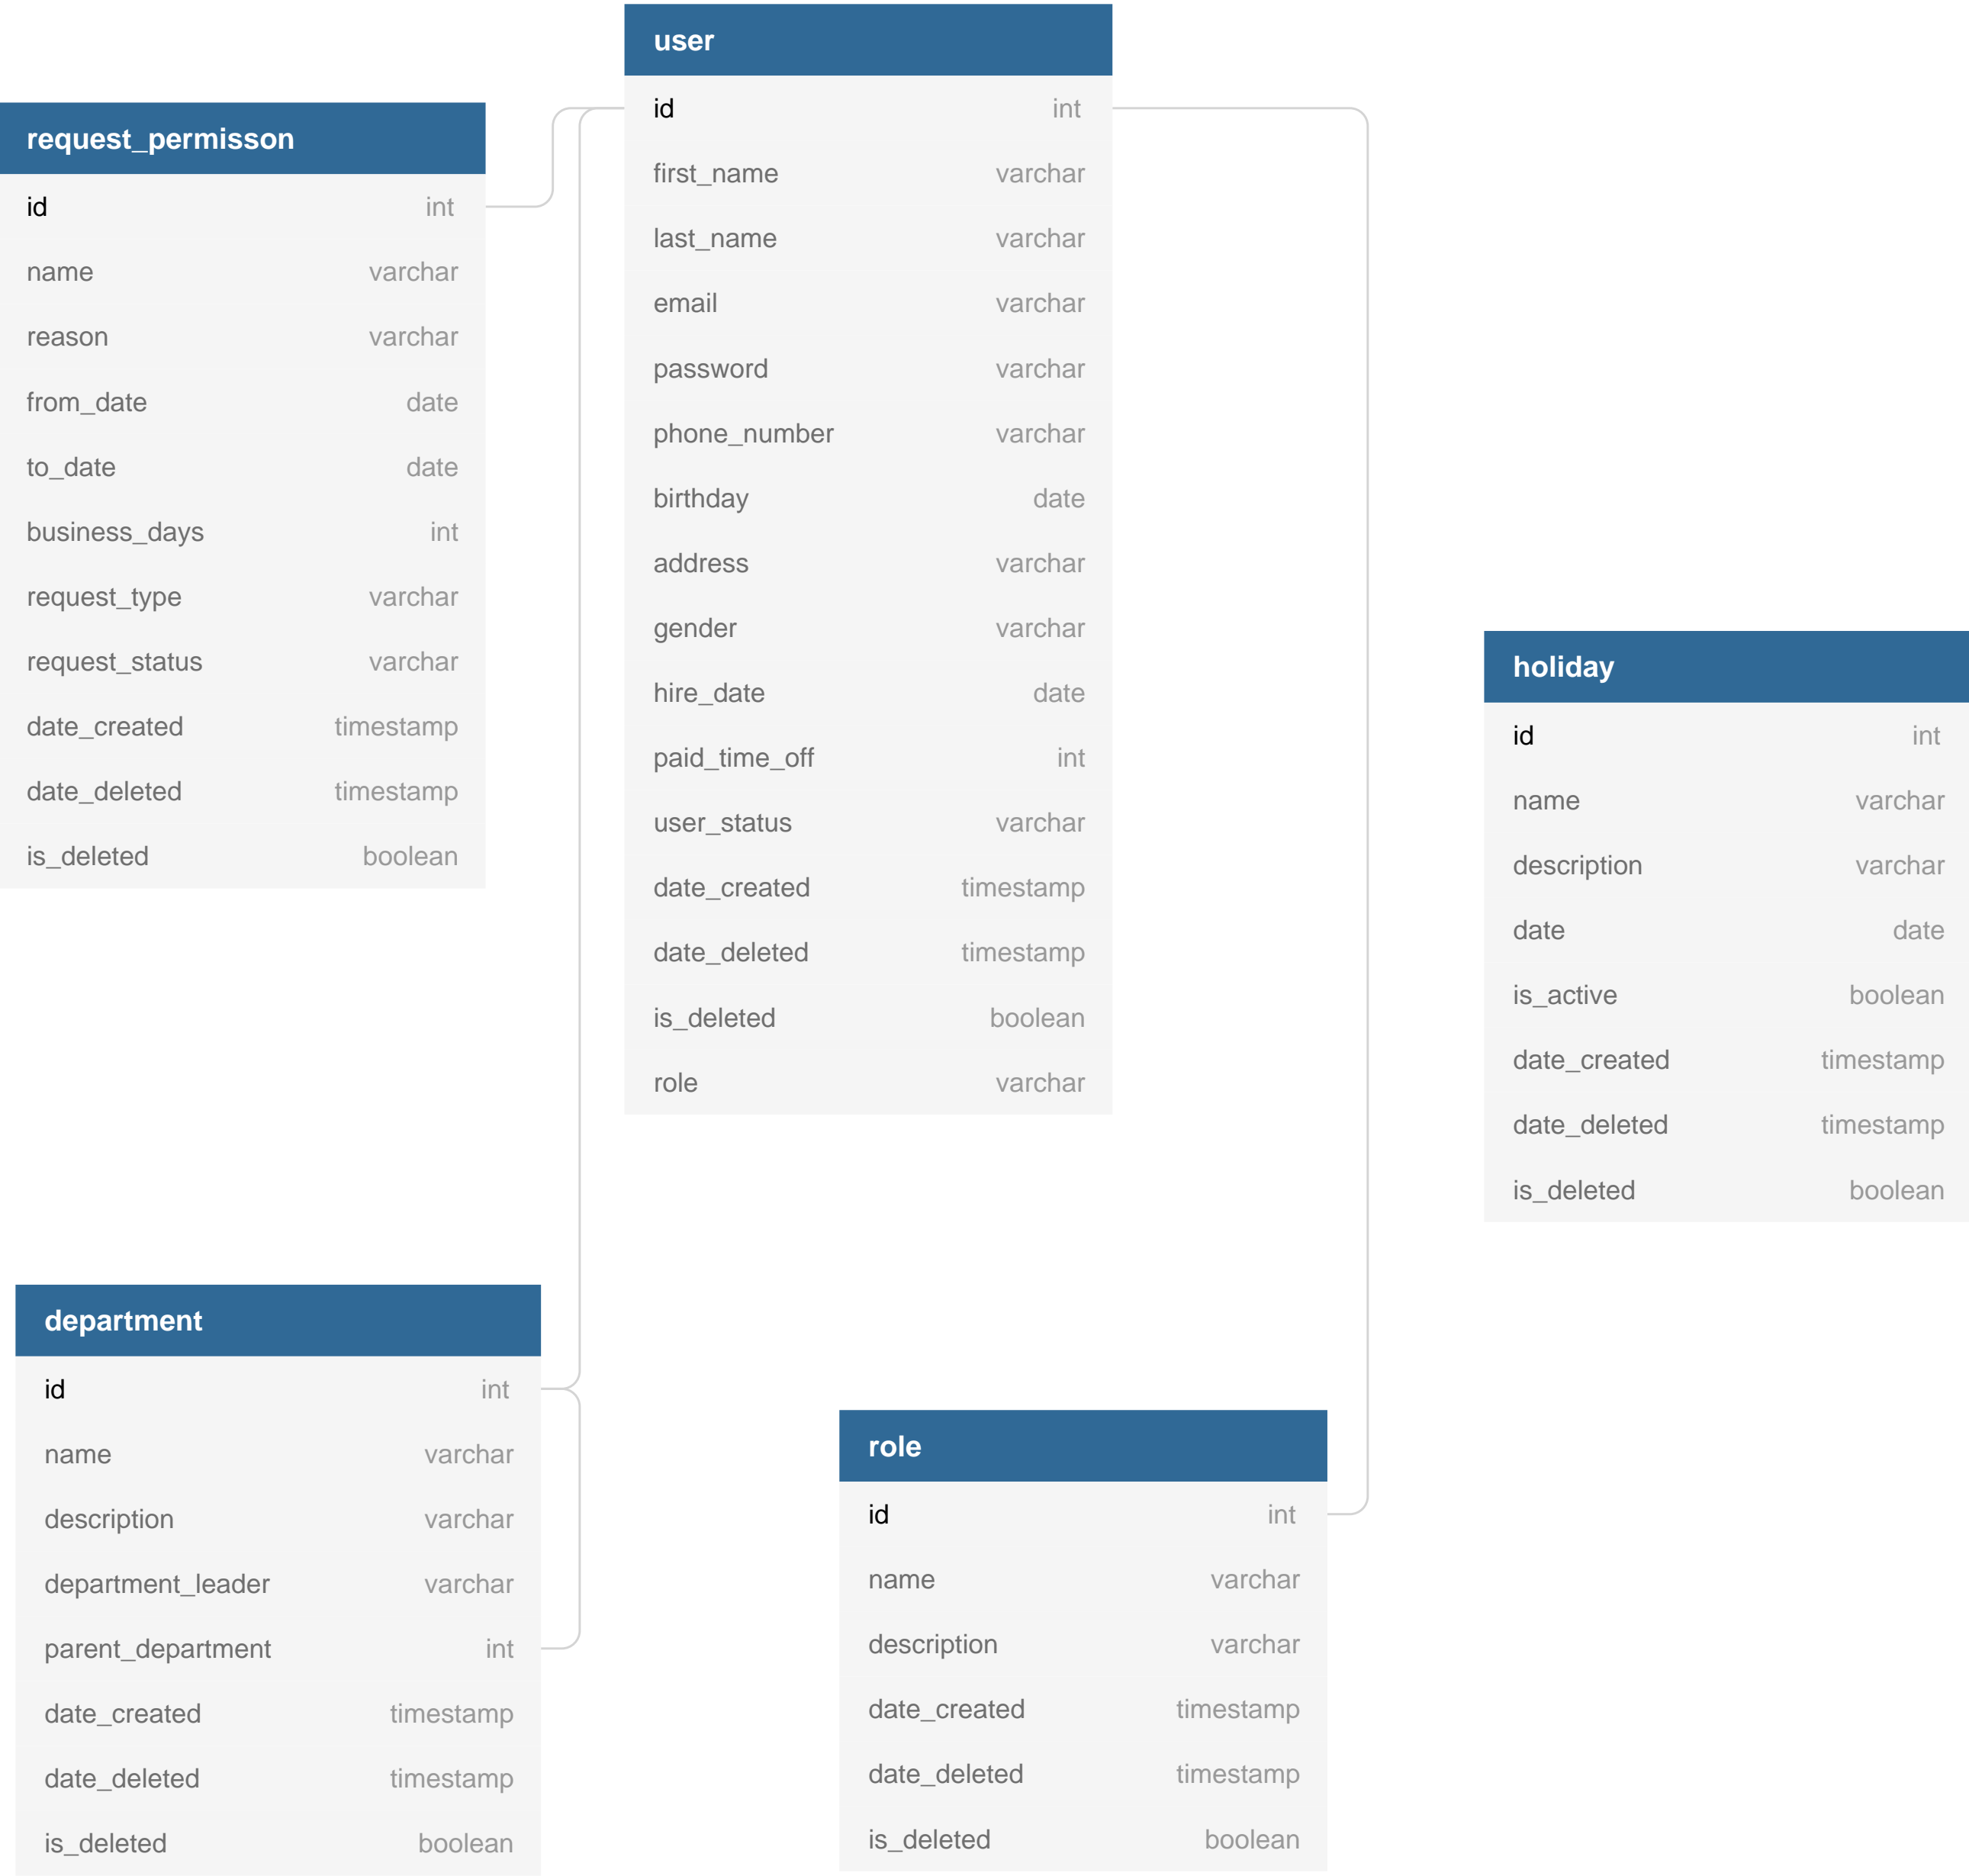 user
id int
first_name varchar
last_name varchar
email varchar
password varchar
phone_number varchar
birthday date
address varchar
gender varchar
hire_date date
paid_time_off int
user_status varchar
date_created timestamp
date_deleted timestamp
is_deleted boolean
role varchar
request_permisson
id int
name varchar
reason varchar
from_date date
to_date date
business_days int
request_type varchar
request_status varchar
date_created timestamp
date_deleted timestamp
is_deleted boolean
holiday
id int
name varchar
description varchar
date date
is_active boolean
date_created timestamp
date_deleted timestamp
is_deleted boolean
department
id int
name varchar
description varchar
department_leader varchar
parent_department int
date_created timestamp
date_deleted timestamp
is_deleted boolean
role
id int
name varchar
description varchar
date_created timestamp
date_deleted timestamp
is_deleted boolean